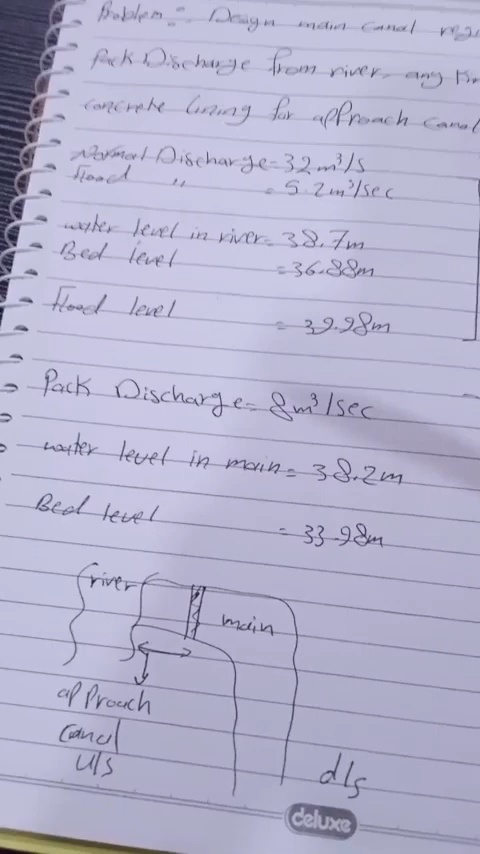 Problem:- Design main canal reg
Pack Discharge from river, any
concrete lining for approach canal
Normal Discharge = 32 m³/s
Flood " = 5.2 m³/sec
water level in river = 38.7m
Bed level = 36.88m
Flood level = 39.98m
Pack Discharge = 8m³/sec
water level in main = 38.2m
Bed level = 33.98m
river
main
approach
canal
u/s
d/s
deluxe